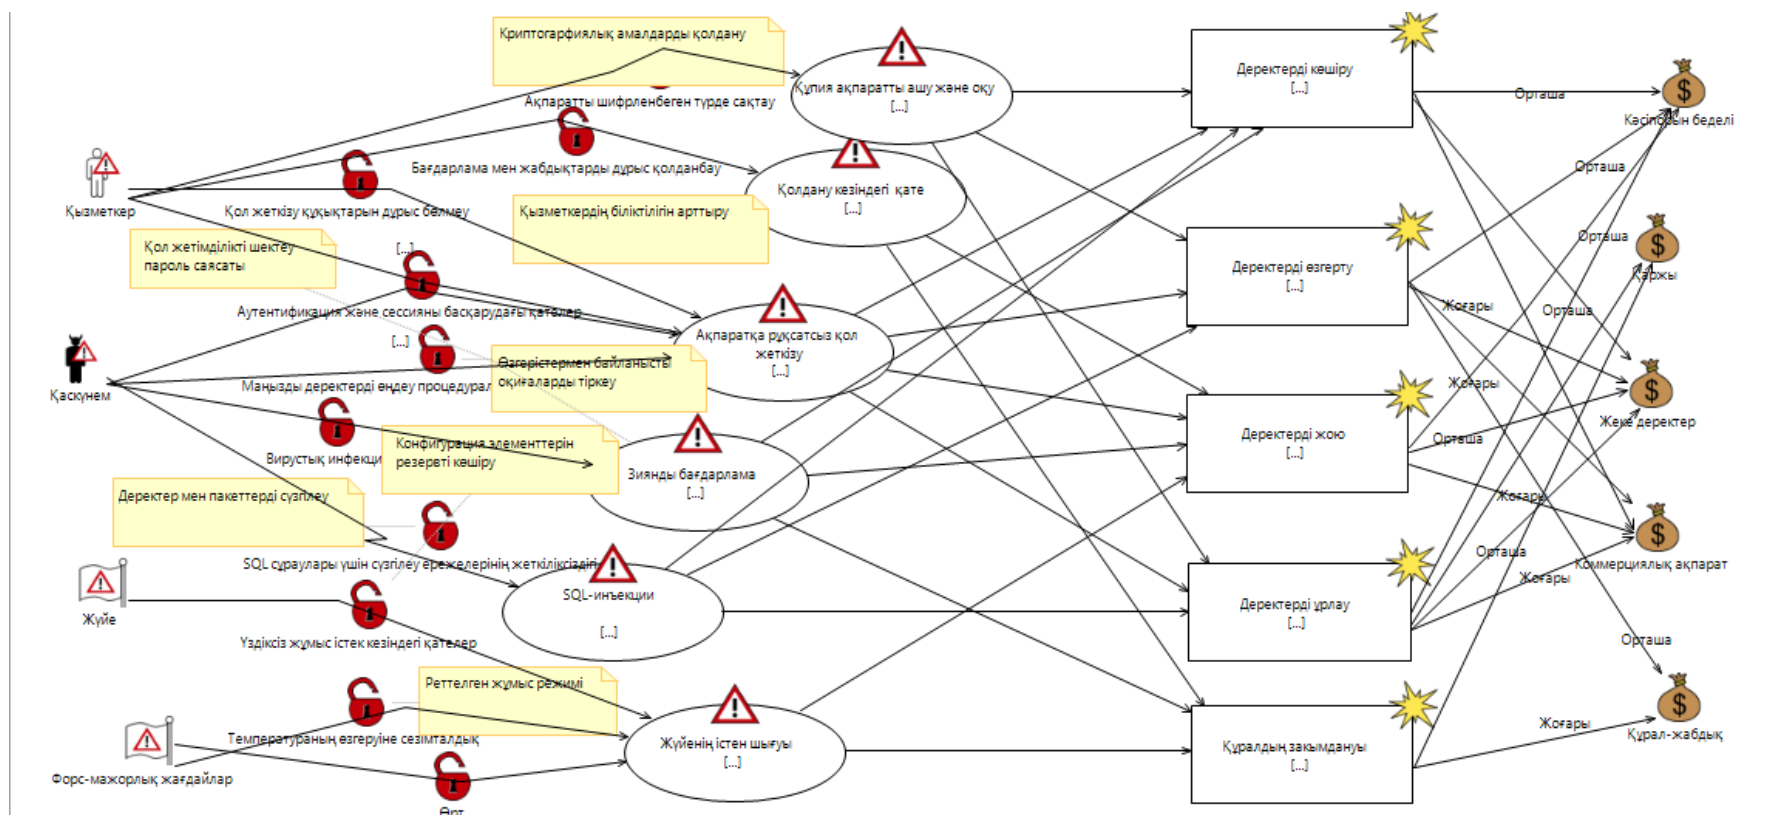 Криптогарфиялық амалдарды қолдану
Ақпаратты шифрленбеген түрде сақтау
Бағдарлама мен жабдықтарды дұрыс қолданбау
Қызметкер
Қол жеткізу құқықтарын дұрыс бөлмеу
[...]
Қызметкердің біліктілігін арттыру
Қол жетімділікті шектеу
пароль саясаты
Аутентификация және сессияны басқарудағы қателер
[...]
Қаскүнем
Маңызды деректерді өңдеу процедурал
Өзгерістермен байланысты
оқиғаларды тіркеу
Вирустық инфекци
Конфигурация элементтерін
резервті көшіру
Деректер мен пакеттерді сүзгілеу
SQL сұраулары үшін сүзгілеу ережелерінің жеткіліксіздігі
Жүйе
Үздіксіз жұмыс істек кезіндегі қателер
Реттелген жұмыс режимі
Температураның өзгеруіне сезімталдық
Форс-мажорлық жағдайлар
Өрт
Құпия ақпаратты ашу және оқу
[...]
Қолдану кезіндегі қате
[...]
Ақпаратқа рұқсатсыз қол
жеткізу
[...]
Зиянды бағдарлама
[...]
SQL-инъекции
[...]
Жүйенің істен шығуы
[...]
Деректерді көшіру
[...]
Деректерді өзгерту
[...]
Деректерді жою
[...]
Деректерді ұрлау
[...]
Құралдың закымдануы
[...]
Орташа
Орташа
Орташа
Жоғары
Орташа
Жоғары
Орташа
Жоғары
Орташа
Жоғары
Орташа
Жоғары
Кәсіпорын беделі
Қаржы
Жеке деректер
Коммерциялық ақпарат
Құрал-жабдық